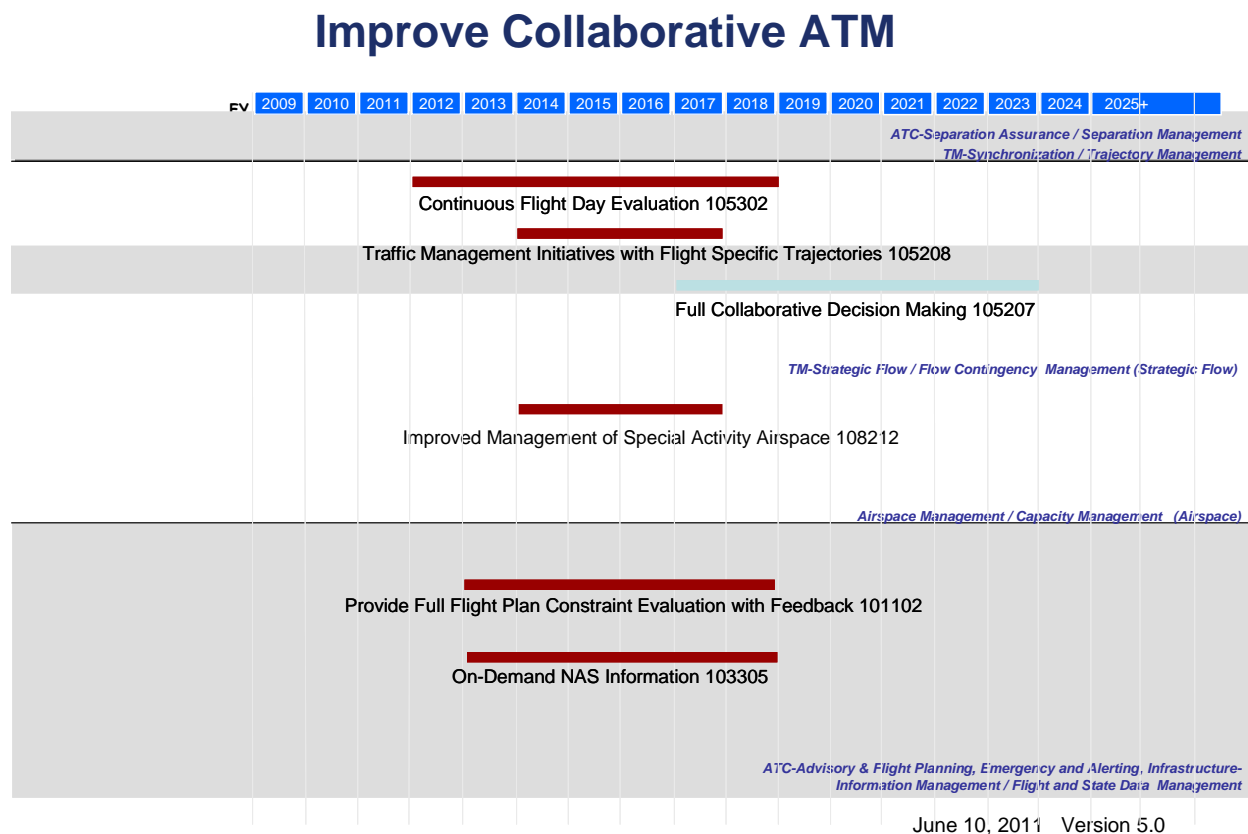 Improve Collaborative ATM
FY 2009 2010 2011 2012 2013 2014 2015 2016 2017 2018 2019 2020 2021 2022 2023 2024 2025+
ATC-Separation Assurance / Separation Management
TM-Synchronization / Trajectory Management
Continuous Flight Day Evaluation 105302
Traffic Management Initiatives with Flight Specific Trajectories 105208
Full Collaborative Decision Making 105207
TM-Strategic Flow / Flow Contingency Management (Strategic Flow)
Improved Management of Special Activity Airspace 108212
Airspace Management / Capacity Management (Airspace)
Provide Full Flight Plan Constraint Evaluation with Feedback 101102
On-Demand NAS Information 103305
ATC-Advisory & Flight Planning, Emergency and Alerting, Infrastructure-
Information Management / Flight and State Data Management
June 10, 2011 Version 5.0